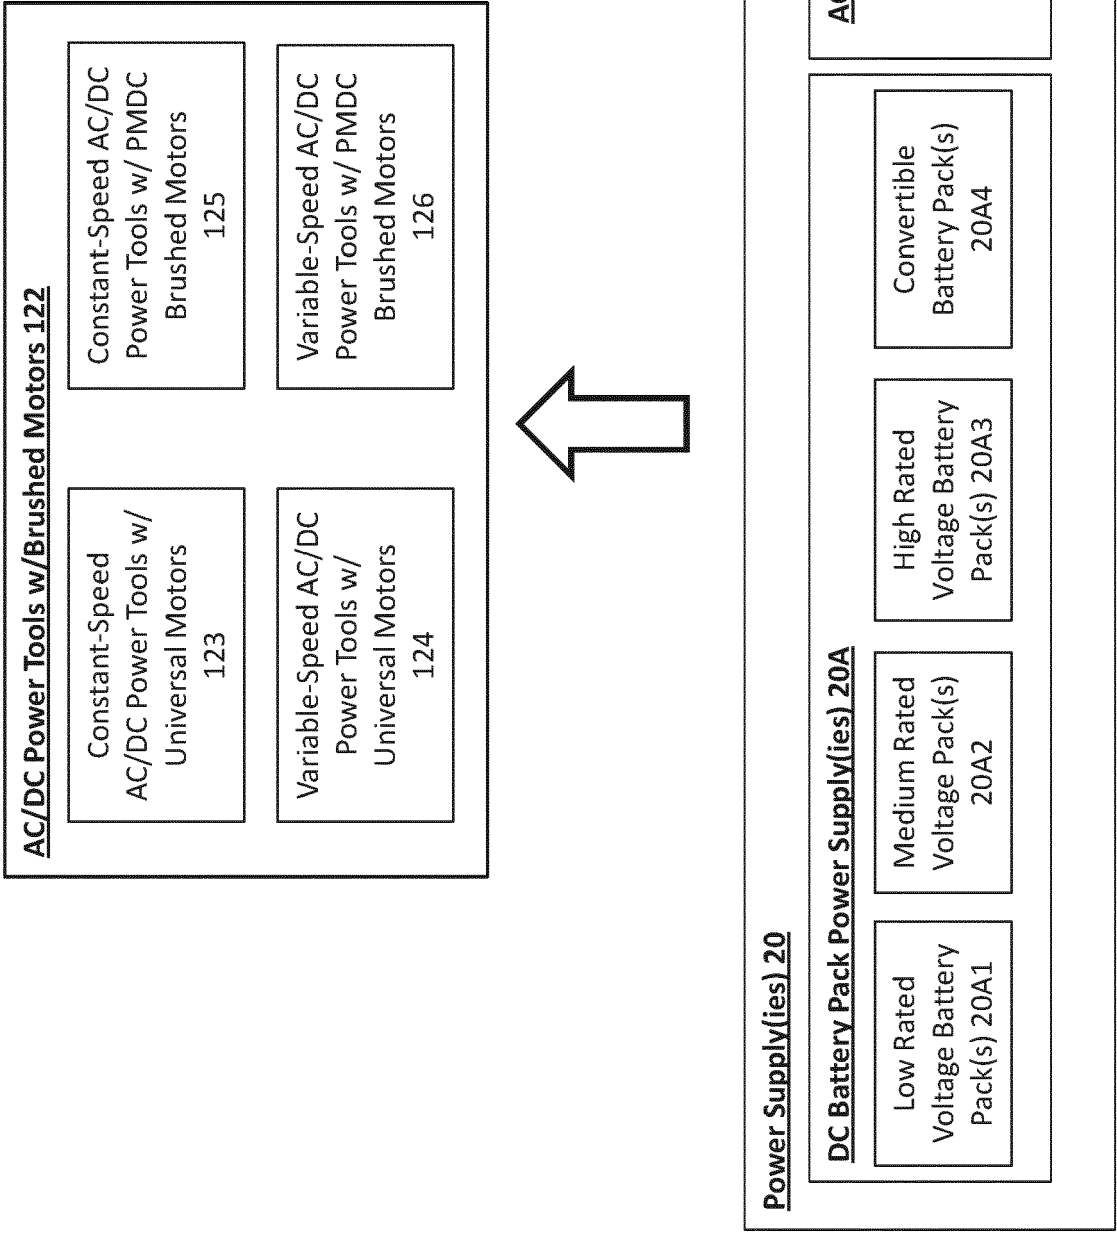 AC/DC Power Tools w/Brushed Motors 122
Constant-Speed
AC/DC Power Tools w/
Universal Motors
123
Constant-Speed AC/DC
Power Tools w/ PMDC
Brushed Motors
125
Variable-Speed AC/DC
Power Tools w/
Universal Motors
124
Variable-Speed AC/DC
Power Tools w/ PMDC
Brushed Motors
126
Power Supply(ies) 20
DC Battery Pack Power Supply(ies) 20A
Low Rated
Voltage Battery
Pack(s) 20A1
Medium Rated
Voltage Pack(s)
20A2
High Rated
Voltage Battery
Pack(s) 20A3
Convertible
Battery Pack(s)
20A4